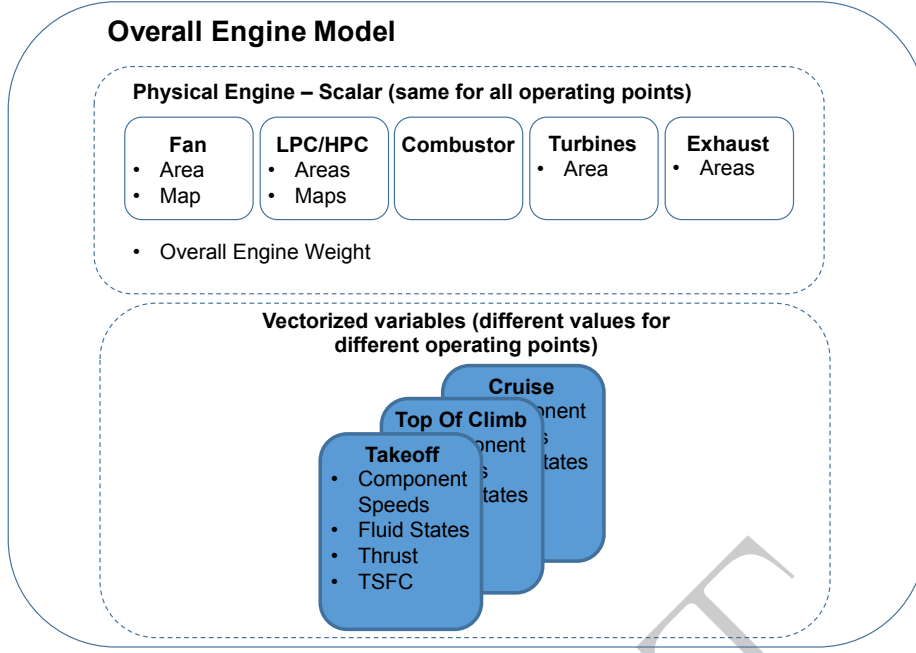 Overall Engine Model
Physical Engine – Scalar (same for all operating points)
Fan
• Area
• Map
LPC/HPC
• Areas
• Maps
Combustor
Turbines
• Area
Exhaust
• Areas
• Overall Engine Weight
Vectorized variables (different values for
different operating points)
Cruise
Top Of Climb
Takeoff
• Component
Speeds
• Fluid States
• Thrust
• TSFC